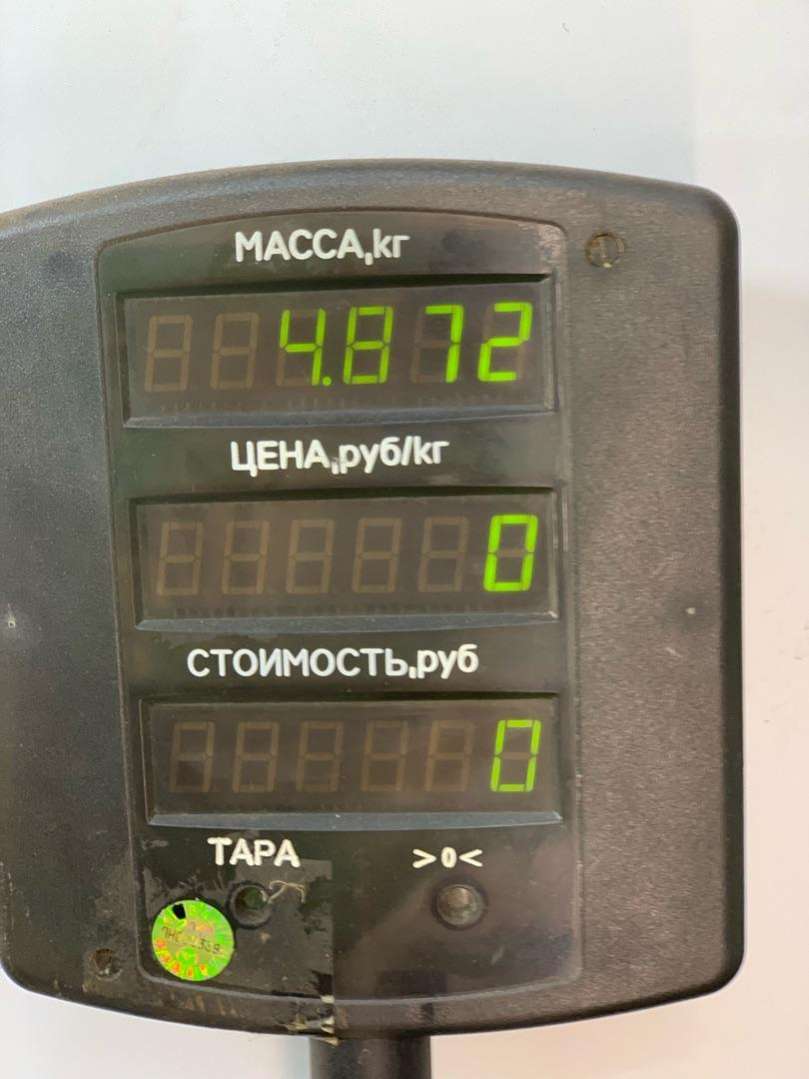 МАССА,кг
4.872
ЦЕНА,руб/кг
0
СТОИМОСТЬ,руб
0
ТАРА >0<